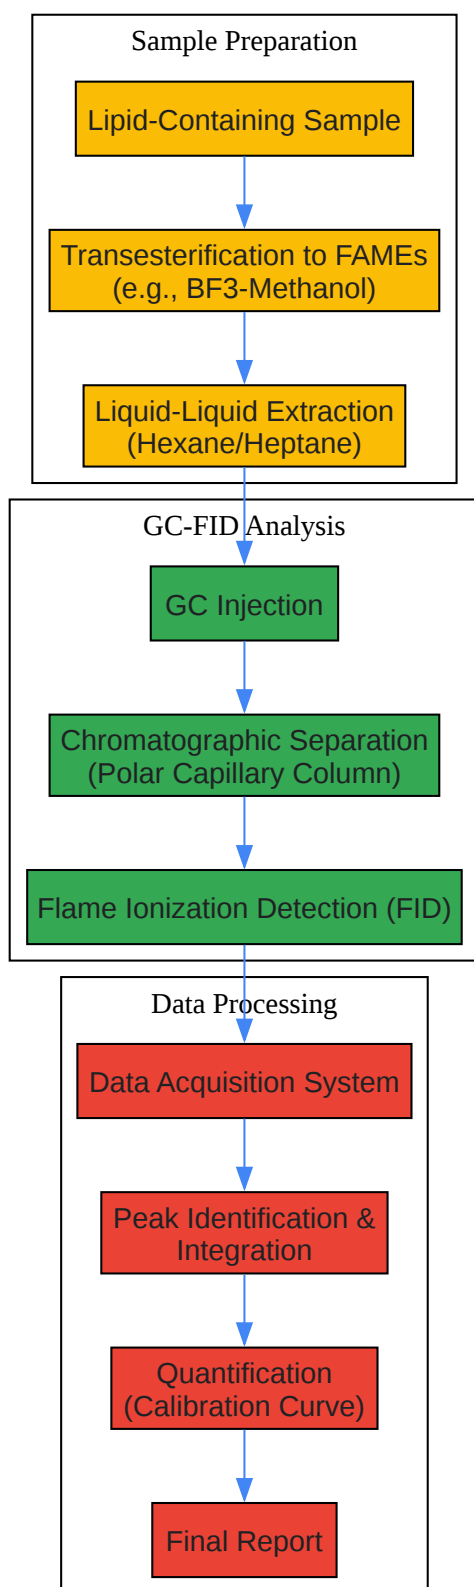 Sample Preparation
Lipid-Containing Sample
Transesterification to FAMEs
(e.g., BF3-Methanol)
Liquid-Liquid Extraction
(Hexane/Heptane)
GC-FID Analysis
GC Injection
Chromatographic Separation
(Polar Capillary Column)
Flame Ionization Detection (FID)
Data Processing
Data Acquisition System
Peak Identification &
Integration
Quantification
(Calibration Curve)
Final Report